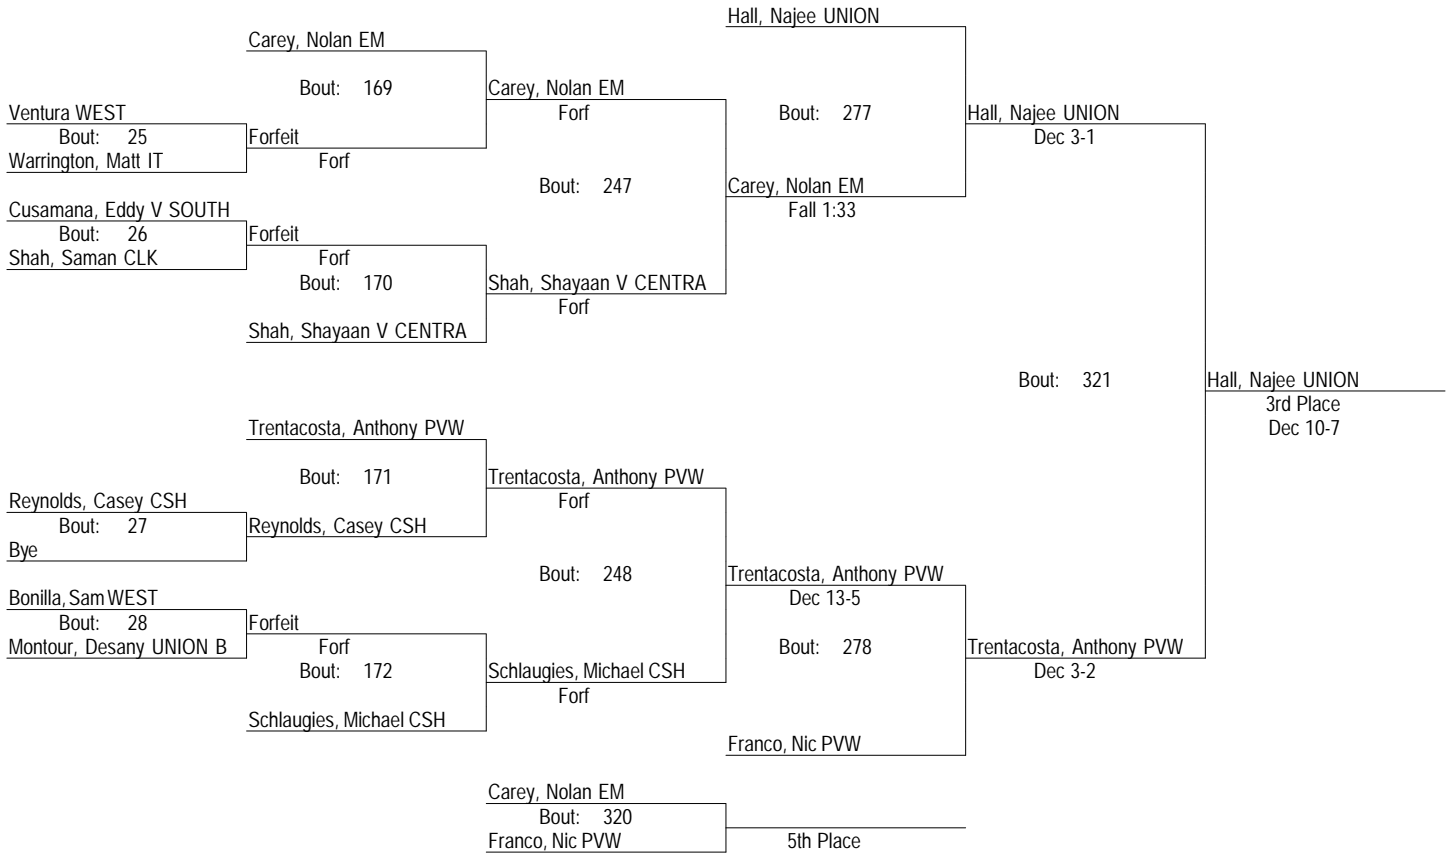 Hall, Najee UNION
Carey, Nolan EM
Bout: 169
Carey, Nolan EM
Forf
Ventura WEST
Bout: 25
Warrington, Matt IT
Forfeit
Forf
Bout: 277
Hall, Najee UNION
Dec 3-1
Bout: 247
Carey, Nolan EM
Fall 1:33
Cusamana, Eddy V SOUTH
Bout: 26
Shah, Saman CLK
Forfeit
Forf
Bout: 170
Shah, Shayaan V CENTRA
Forf
Shah, Shayaan V CENTRA
Bout: 321
Hall, Najee UNION
3rd Place
Dec 10-7
Trentacosta, Anthony PVW
Bout: 171
Trentacosta, Anthony PVW
Forf
Reynolds, Casey CSH
Bout: 27
Bye
Reynolds, Casey CSH
Bout: 248
Trentacosta, Anthony PVW
Dec 13-5
Bonilla, Sam WEST
Bout: 28
Montour, Desany UNION B
Forfeit
Forf
Bout: 172
Schlaugies, Michael CSH
Forf
Schlaugies, Michael CSH
Bout: 278
Trentacosta, Anthony PVW
Dec 3-2
Franco, Nic PVW
Carey, Nolan EM
Bout: 320
Franco, Nic PVW
5th Place